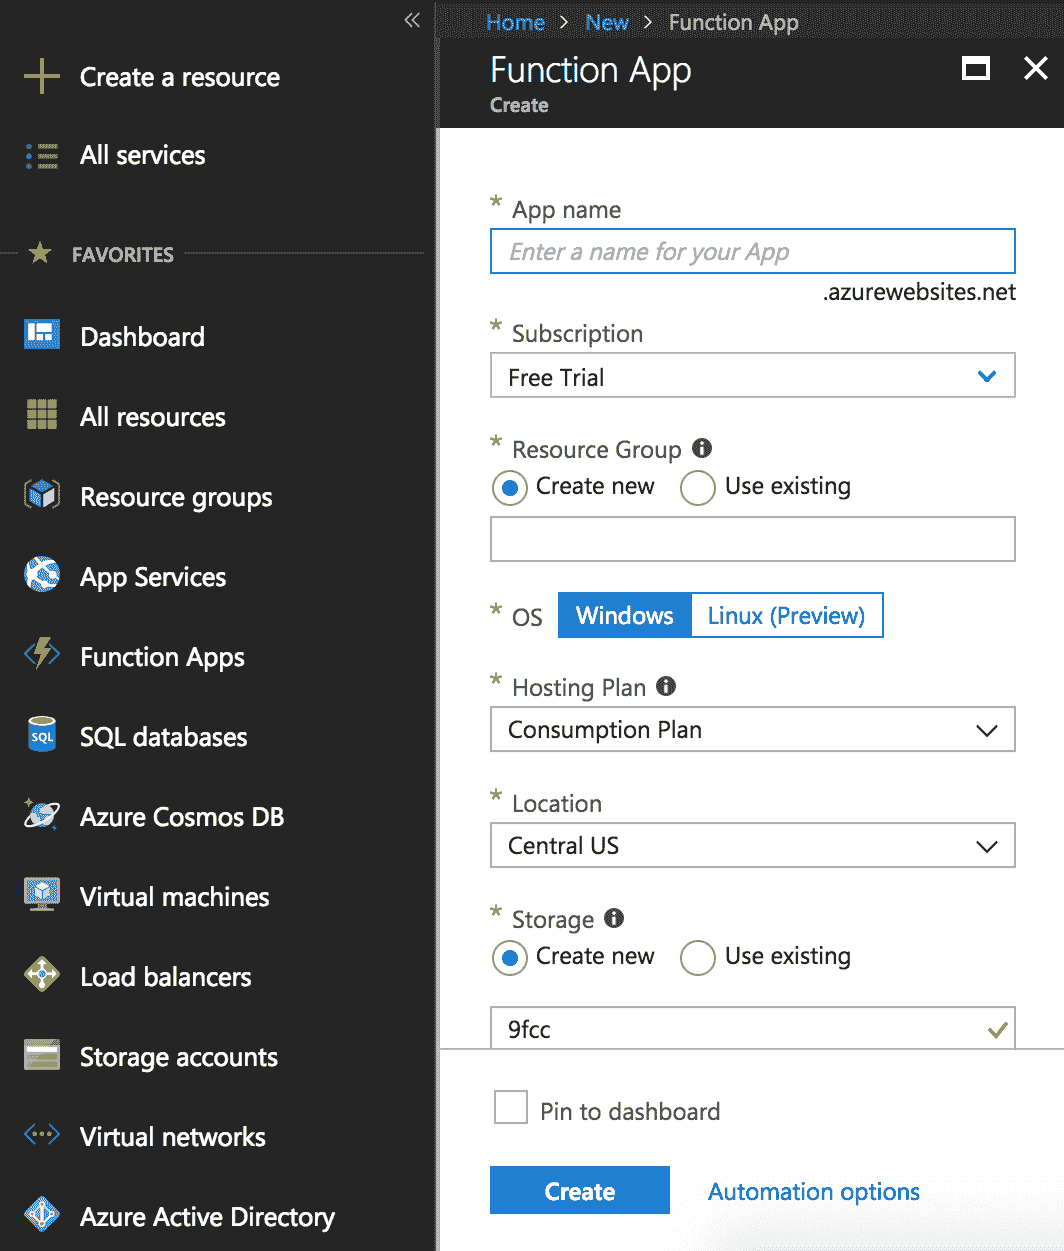 Create a resource
All services
FAVORITES
Dashboard
All resources
Resource groups
App Services
Function Apps
SQL
SQL databases
Azure Cosmos DB
Virtual machines
Load balancers
Storage accounts
Virtual networks
Azure Active Directory
Home > New > Function App
Function App
Create
* App name
Enter a name for your App
.azurewebsites.net
* Subscription
Free Trial
* Resource Group
Create new Use existing
* OS Windows Linux (Preview)
* Hosting Plan
Consumption Plan
* Location
Central US
* Storage
Create new Use existing
9fcc
Pin to dashboard
Create Automation options